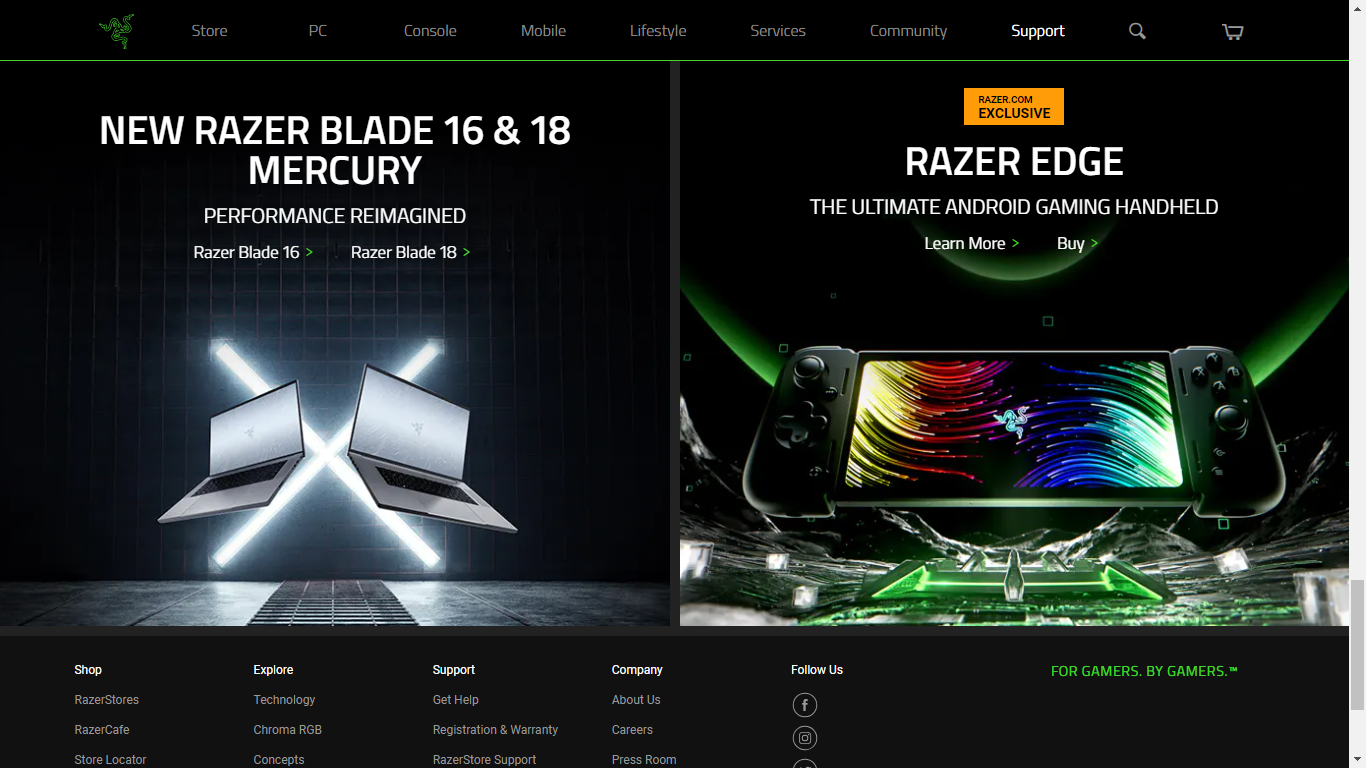 Store
PC
Console
Mobile
Lifestyle
Services
Community
Support
NEW RAZER BLADE 16 & 18
MERCURY
PERFORMANCE REIMAGINED
Razer Blade 16 >
Razer Blade 18 >
RAZER.COM
EXCLUSIVE
RAZER EDGE
THE ULTIMATE ANDROID GAMING HANDHELD
Learn More >
Buy >
Shop
RazerStores
RazerCafe
Store Locator
Explore
Technology
Chroma RGB
Concepts
Support
Get Help
Registration & Warranty
RazerStore Support
Company
About Us
Careers
Press Room
Follow Us
FOR GAMERS. BY GAMERS.™